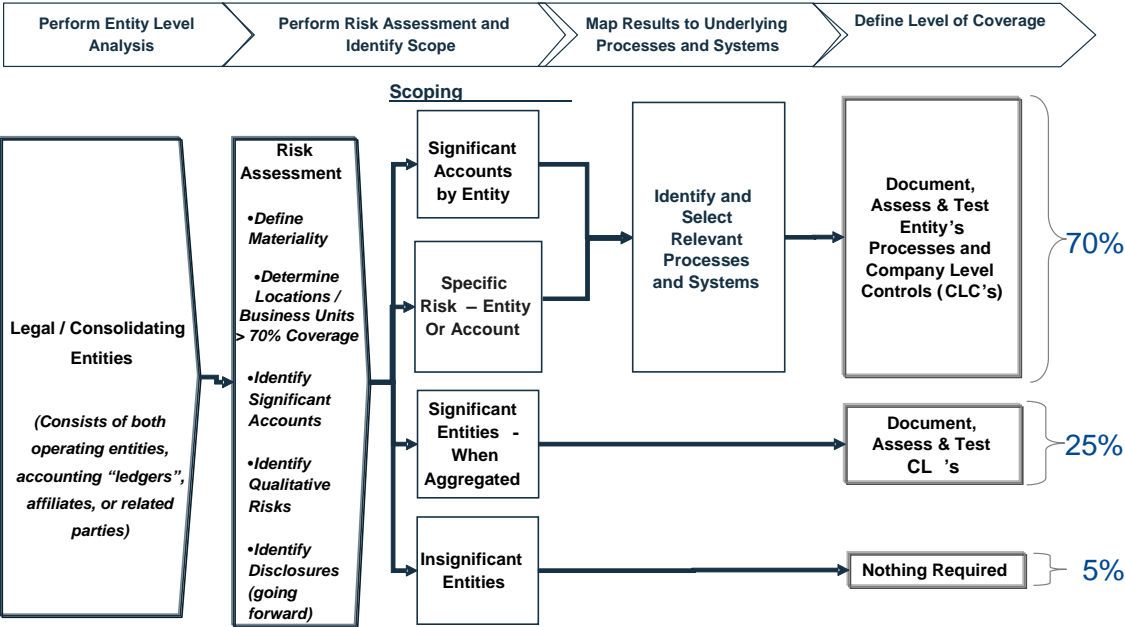 Perform Entity Level
Analysis
Perform Risk Assessment and
Identify Scope
Map Results to Underlying
Processes and Systems
Define Level of Coverage
Scoping
Legal / Consolidating
Entities
(Consists of both
operating entities,
accounting “ledgers”,
affiliates, or related
parties)
Risk
Assessment
•Define
Materiality
•Determine
Locations /
Business Units
> 70% Coverage
•Identify
Significant
Accounts
•Identify
Qualitative
Risks
•Identify
Disclosures
(going
forward)
Significant
Accounts
by Entity
Specific
Risk – Entity
Or Account
Significant
Entities -
When
Aggregated
Insignificant
Entities
Identify and
Select
Relevant
Processes
and Systems
Document,
Assess & Test
Entity’s
Processes and
Company Level
Controls (CLC’s)
70%
Document,
Assess & Test
CL ’s
25%
Nothing Required
5%